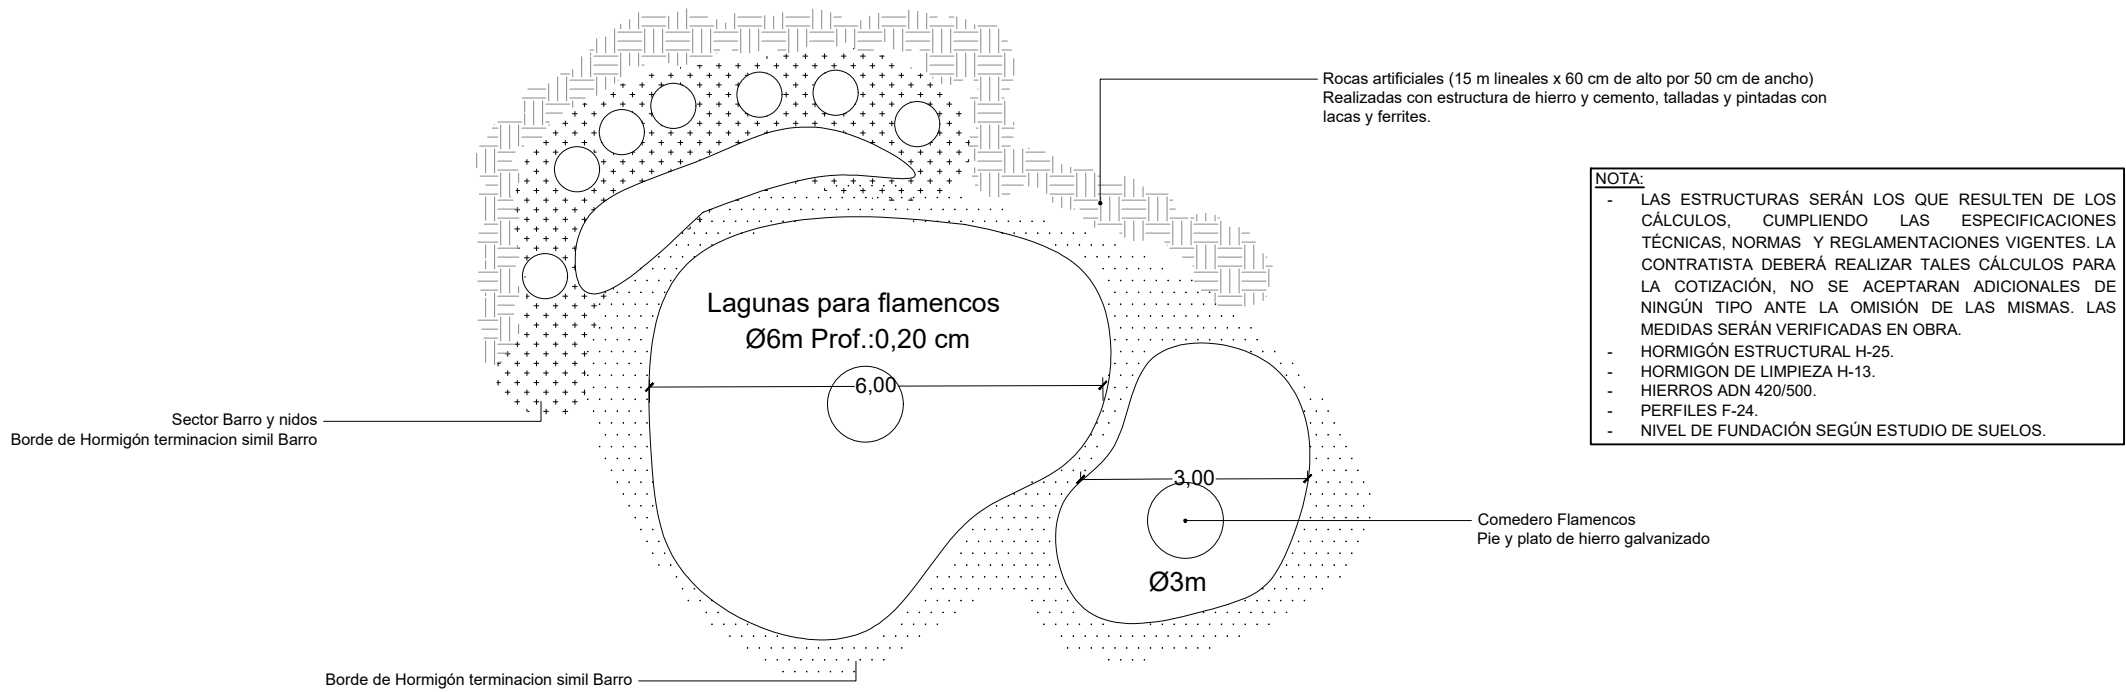 Rocas artificiales (15 m lineales x 60 cm de alto por 50 cm de ancho)
Realizadas con estructura de hierro y cemento, talladas y pintadas con
lacas y ferrites.
NOTA:
- LAS ESTRUCTURAS SERÁN LOS QUE RESULTEN DE LOS
CÁLCULOS, CUMPLIENDO LAS ESPECIFICACIONES
TÉCNICAS, NORMAS Y REGLAMENTACIONES VIGENTES. LA
CONTRATISTA DEBERÁ REALIZAR TALES CÁLCULOS PARA
LA COTIZACIÓN, NO SE ACEPTARAN ADICIONALES DE
NINGÚN TIPO ANTE LA OMISIÓN DE LAS MISMAS. LAS
MEDIDAS SERÁN VERIFICADAS EN OBRA.
- HORMIGÓN ESTRUCTURAL H-25.
- HORMIGON DE LIMPIEZA H-13.
- HIERROS ADN 420/500.
- PERFILES F-24.
- NIVEL DE FUNDACIÓN SEGÚN ESTUDIO DE SUELOS.
Lagunas para flamencos
Ø6m Prof.:0,20 cm
6,00
Sector Barro y nidos
Borde de Hormigón terminacion simil Barro
3,00
Comedero Flamencos
Pie y plato de hierro galvanizado
Ø3m
Borde de Hormigón terminacion simil Barro